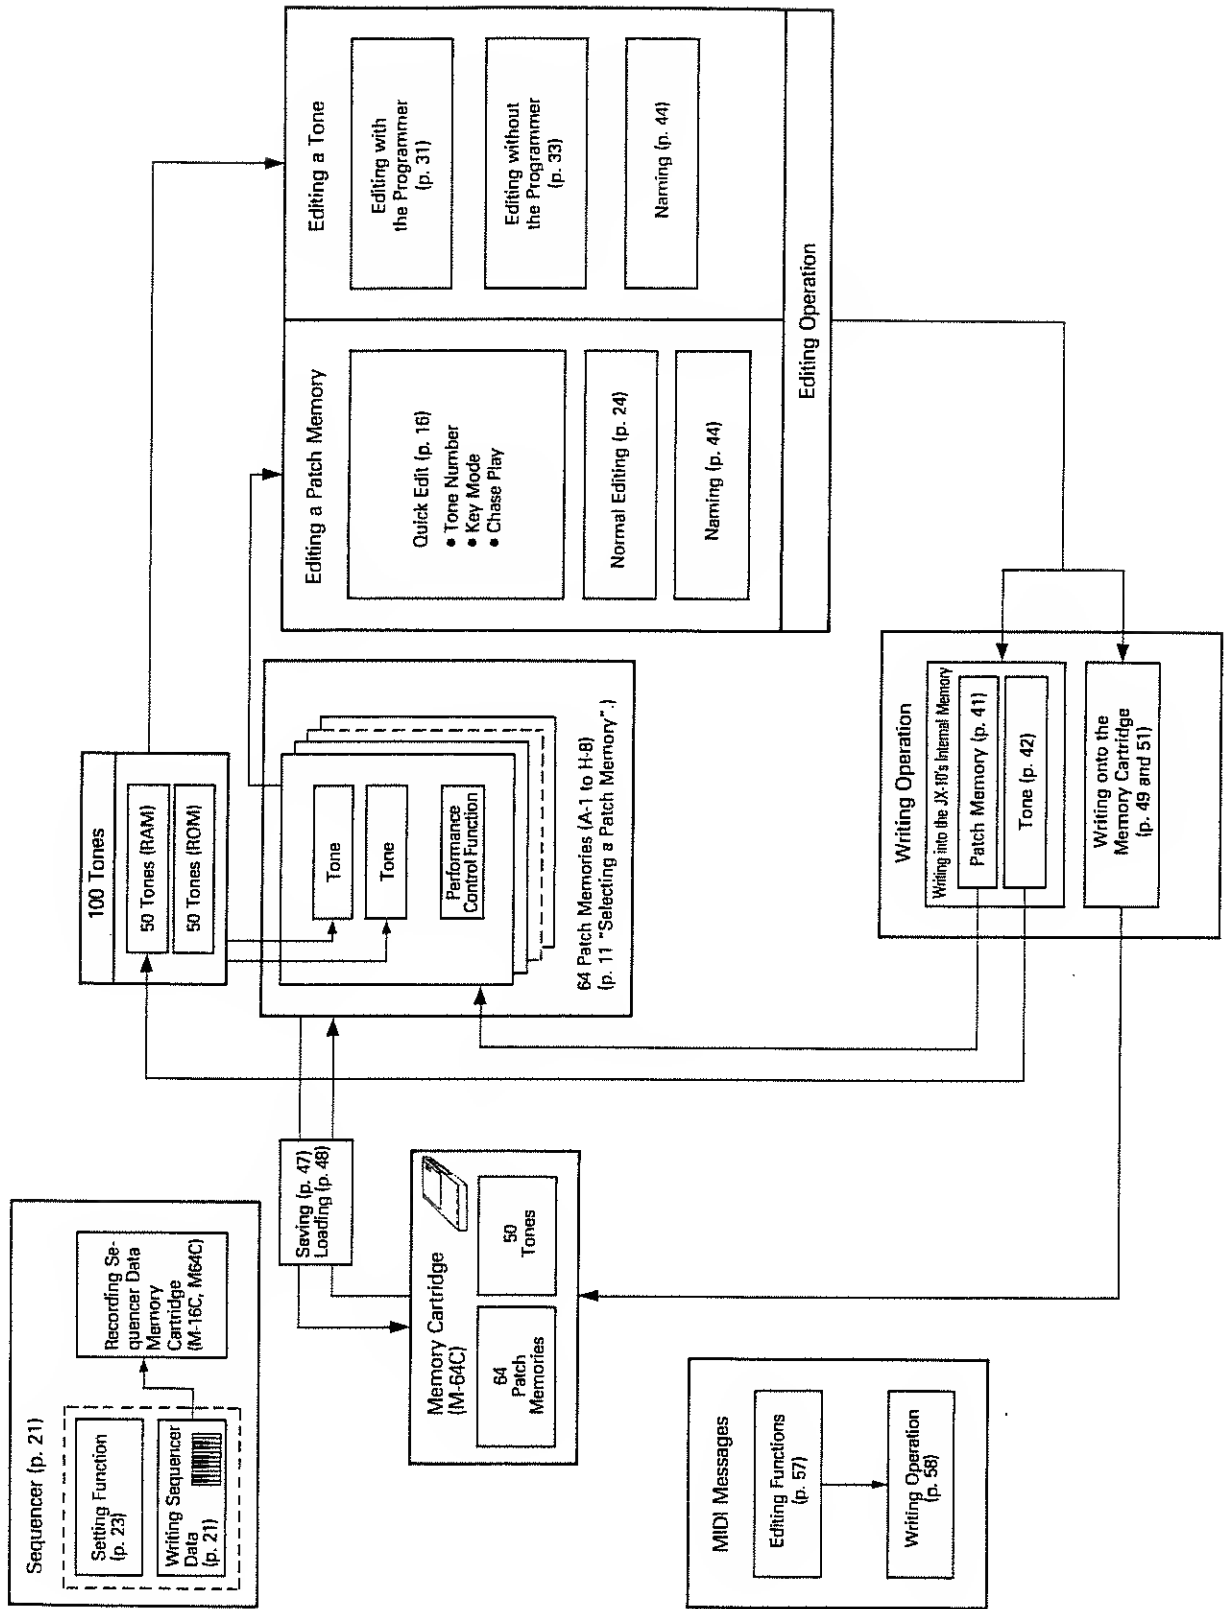 Sequencer (p. 21)
Setting Function
(p. 23)
Writing Sequencer
Data
(p. 21)
Recording Se-
quencer Data
Memory
Cartridge
(M-16C, M64C)
100 Tones
50 Tones (RAM)
50 Tones (ROM)
Editing a Tone
Editing with
the Programmer
(p. 31)
Editing without
the Programmer
(p. 33)
Naming (p. 44)
Saving (p. 47)
Loading (p. 48)
Tone
Tone
Performance
Control Function
64 Patch Memories (A-1 to H-8)
(p. 11 "Selecting a Patch Memory".)
Editing a Patch Memory
Quick Edit (p. 16)
• Tone Number
• Key Mode
• Chase Play
Normal Editing (p. 24)
Naming (p. 44)
Editing Operation
Memory Cartridge
(M-64C)
64
Patch
Memories
50
Tones
MIDI Messages
Editing Functions
(p. 57)
Writing Operation
(p. 58)
Writing Operation
Writing into the JX-10's Internal Memory
Patch Memory (p. 41)
Tone (p. 42)
Writing onto the
Memory Cartridge
(p. 49 and 51)